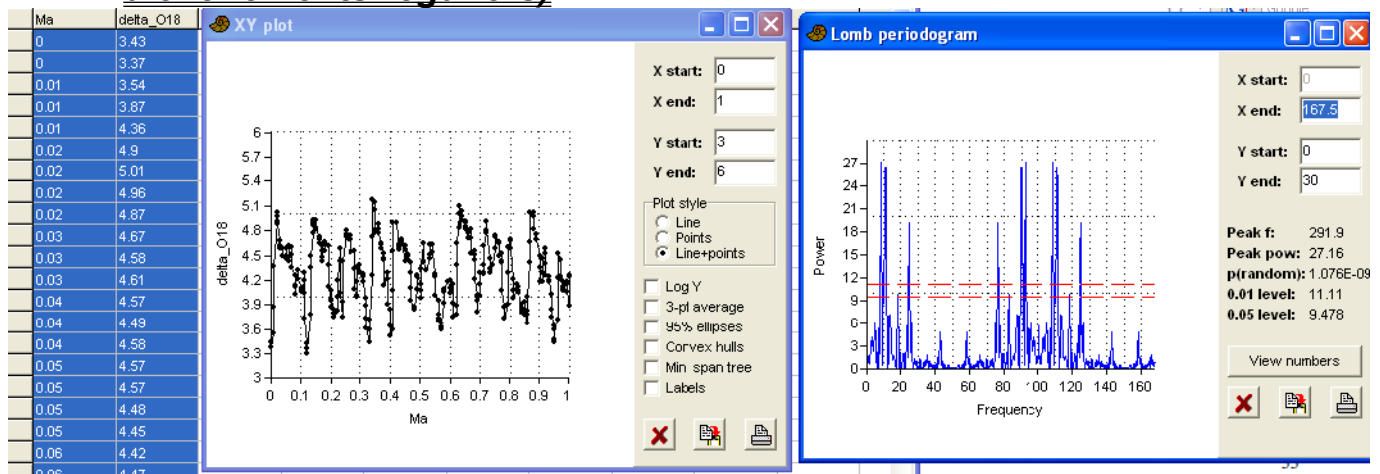 Ma delta_O18
0 3.43
0 3.37
0.01 3.54
0.01 3.87
0.01 4.36
0.02 4.9
0.02 5.01
0.02 4.96
0.02 4.87
0.03 4.67
0.03 4.58
0.03 4.61
0.04 4.57
0.04 4.49
0.04 4.58
0.05 4.57
0.05 4.57
0.05 4.48
0.05 4.45
0.06 4.42
XY plot
X start: 0
X end: 1
Y start: 3
Y end: 6
Plot style
Line
Points
Line+points
Log Y
3-pt average
95% ellipses
Convex hulls
Min span tree
Labels
6
5.7
5.4
5.1
4.8
4.5
4.2
3.9
3.6
3.3
3
delta_O18
0 0.1 0.2 0.3 0.4 0.5 0.6 0.7 0.8 0.9 1
Ma
Lomb periodogram
X start: 0
X end: 167.5
Y start: 0
Y end: 30
Peak f: 291.9
Peak pow: 27.16
p(random): 1.076E-09
0.01 level: 11.11
0.05 level: 9.478
View numbers
27
24
21
18
15
12
9
6
3
0
Power
0 20 40 60 80 100 120 140 160
Frequency